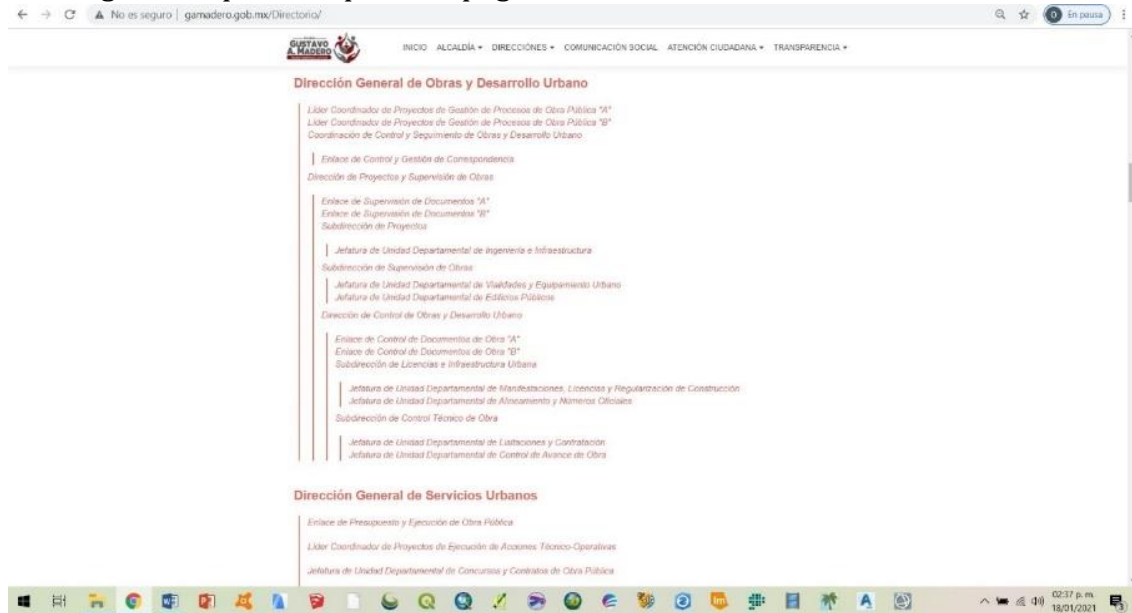 No es seguro | gamadero.gob.mx/Directorio/
En pausa
GUSTAVO
A. MADERO
INICIO ALCALDÍA DIRECCIÓNES COMUNICACIÓN SOCIAL ATENCIÓN CIUDADANA TRANSPARENCIA
Dirección General de Obras y Desarrollo Urbano
Líder Coordinador de Proyectos de Gestión de Procesos de Obra Pública "A"
Líder Coordinador de Proyectos de Gestión de Procesos de Obra Pública "B"
Coordinación de Control y Seguimiento de Obras y Desarrollo Urbano
Enlace de Control y Gestión de Correspondencia
Dirección de Proyectos y Supervisión de Obras
Enlace de Supervisión de Documentos "A"
Enlace de Supervisión de Documentos "B"
Subdirección de Proyectos
Jefatura de Unidad Departamental de Ingeniería e Infraestructura
Subdirección de Supervisión de Obras
Jefatura de Unidad Departamental de Vialidades y Equipamiento Urbano
Jefatura de Unidad Departamental de Edificios Públicos
Dirección de Control de Obras y Desarrollo Urbano
Enlace de Control de Documentos de Obra "A"
Enlace de Control de Documentos de Obra "B"
Subdirección de Licencias e Infraestructura Urbana
Jefatura de Unidad Departamental de Manifestaciones, Licencias y Regularización de Construcción
Jefatura de Unidad Departamental de Alineamiento y Números Oficiales
Subdirección de Control Técnico de Obra
Jefatura de Unidad Departamental de Licitaciones y Contratación
Jefatura de Unidad Departamental de Control de Avance de Obra
Dirección General de Servicios Urbanos
Enlace de Presupuesto y Ejecución de Obra Pública
Líder Coordinador de Proyectos de Ejecución de Acciones Técnico-Operativas
Jefatura de Unidad Departamental de Concursos y Contratos de Obra Pública
02:37 p. m.
18/01/2021